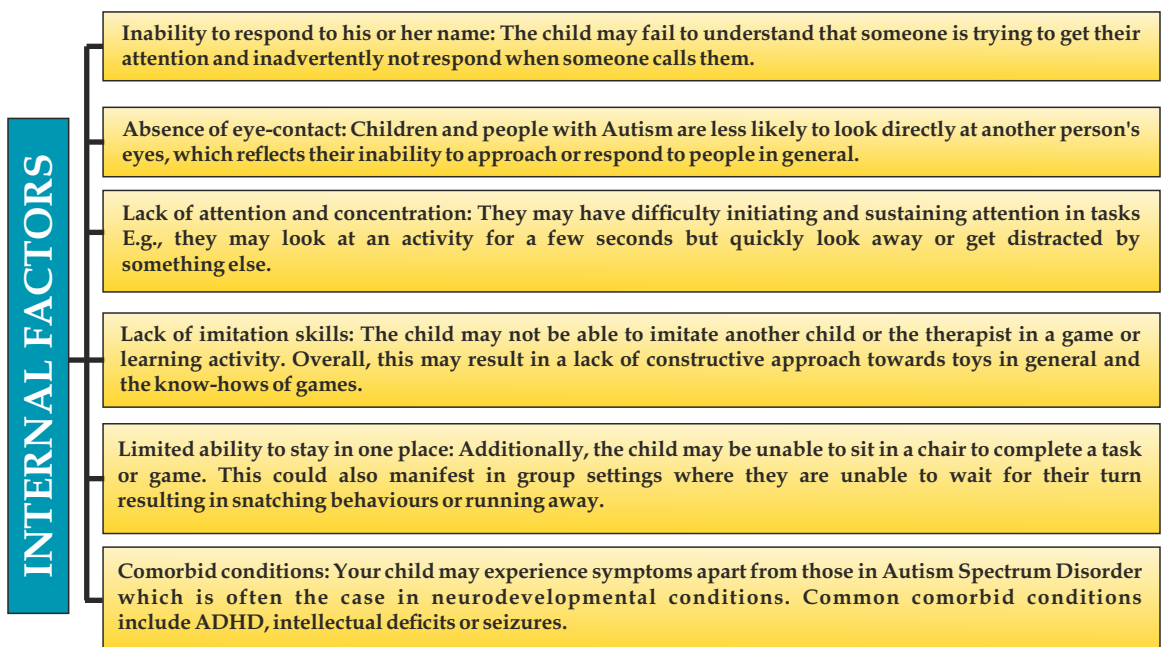 INTERNAL FACTORS
Inability to respond to his or her name: The child may fail to understand that someone is trying to get their
attention and inadvertently not respond when someone calls them.
Absence of eye-contact: Children and people with Autism are less likely to look directly at another person's
eyes, which reflects their inability to approach or respond to people in general.
Lack of attention and concentration: They may have difficulty initiating and sustaining attention in tasks
E.g., they may look at an activity for a few seconds but quickly look away or get distracted by
something else.
Lack of imitation skills: The child may not be able to imitate another child or the therapist in a game or
learning activity. Overall, this may result in a lack of constructive approach towards toys in general and
the know-hows of games.
Limited ability to stay in one place: Additionally, the child may be unable to sit in a chair to complete a task
or game. This could also manifest in group settings where they are unable to wait for their turn
resulting in snatching behaviours or running away.
Comorbid conditions: Your child may experience symptoms apart from those in Autism Spectrum Disorder
which is often the case in neurodevelopmental conditions. Common comorbid conditions
include ADHD, intellectual deficits or seizures.